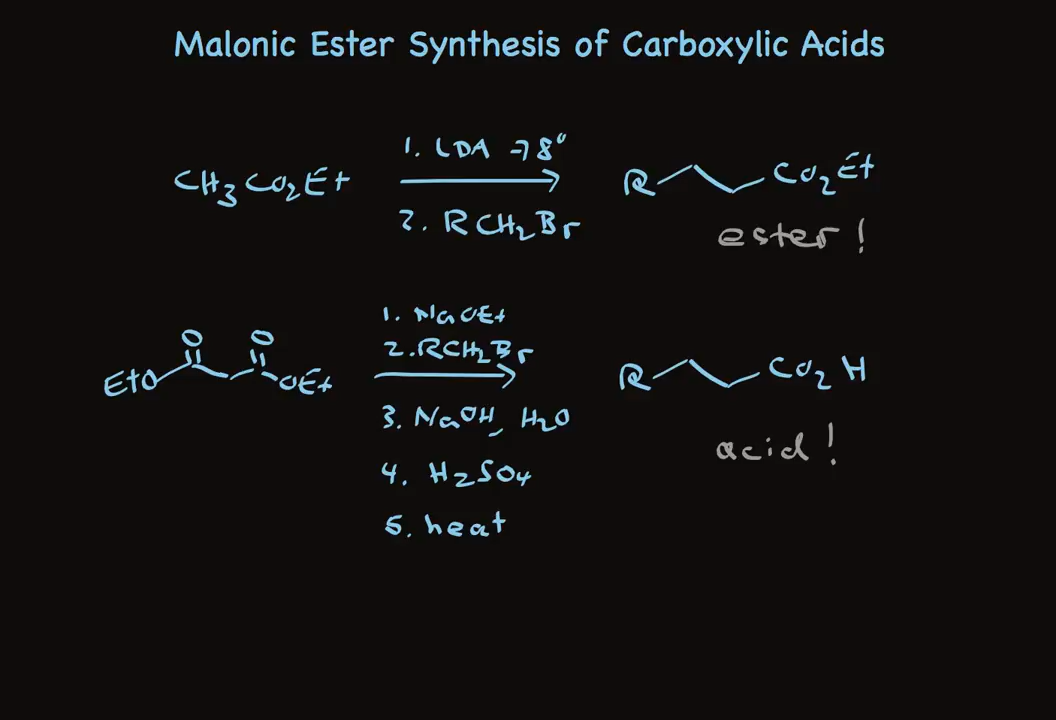 Malonic Ester Synthesis of Carboxylic Acids
1. LDA -78°
CH3CO2Et
R CO2Et
2. RCH2Br
ester!
1. NaOEt
O O
2. RCH2Br
EtO OEt
R CO2H
3. NaOH, H2O
acid!
4. H2SO4
5. heat